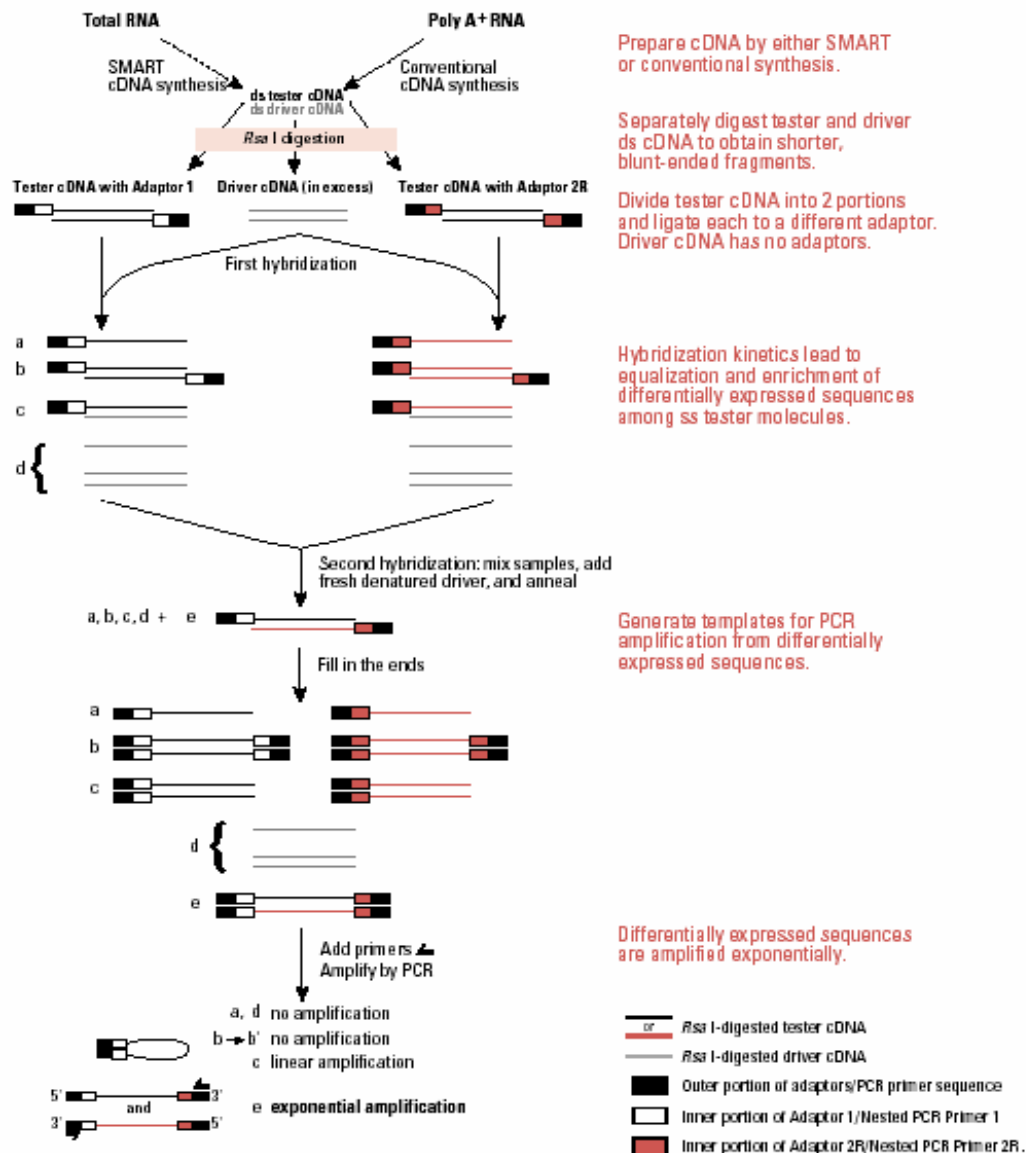 Total RNA
Poly A+ RNA
SMART
cDNA synthesis
Conventional
cDNA synthesis
ds tester cDNA
ds driver cDNA
Rsa I digestion
Tester cDNA with Adaptor 1
Driver cDNA (in excess)
Tester cDNA with Adaptor 2R
First hybridization
a
b
c
d {
Second hybridization: mix samples, add
fresh denatured driver, and anneal
a, b, c, d + e
Fill in the ends
a
b
c
d {
e
Add primers
Amplify by PCR
a, d no amplification
b → b' no amplification
c linear amplification
5' 3'
and
3' 5'
e exponential amplification
Prepare cDNA by either SMART
or conventional synthesis.
Separately digest tester and driver
ds cDNA to obtain shorter,
blunt-ended fragments.
Divide tester cDNA into 2 portions
and ligate each to a different adaptor.
Driver cDNA has no adaptors.
Hybridization kinetics lead to
equalization and enrichment of
differentially expressed sequences
among ss tester molecules.
Generate templates for PCR
amplification from differentially
expressed sequences.
Differentially expressed sequences
are amplified exponentially.
or
Rsa I-digested tester cDNA
Rsa I-digested driver cDNA
Outer portion of adaptors/PCR primer sequence
Inner portion of Adaptor 1/Nested PCR Primer 1
Inner portion of Adaptor 2R/Nested PCR Primer 2R.